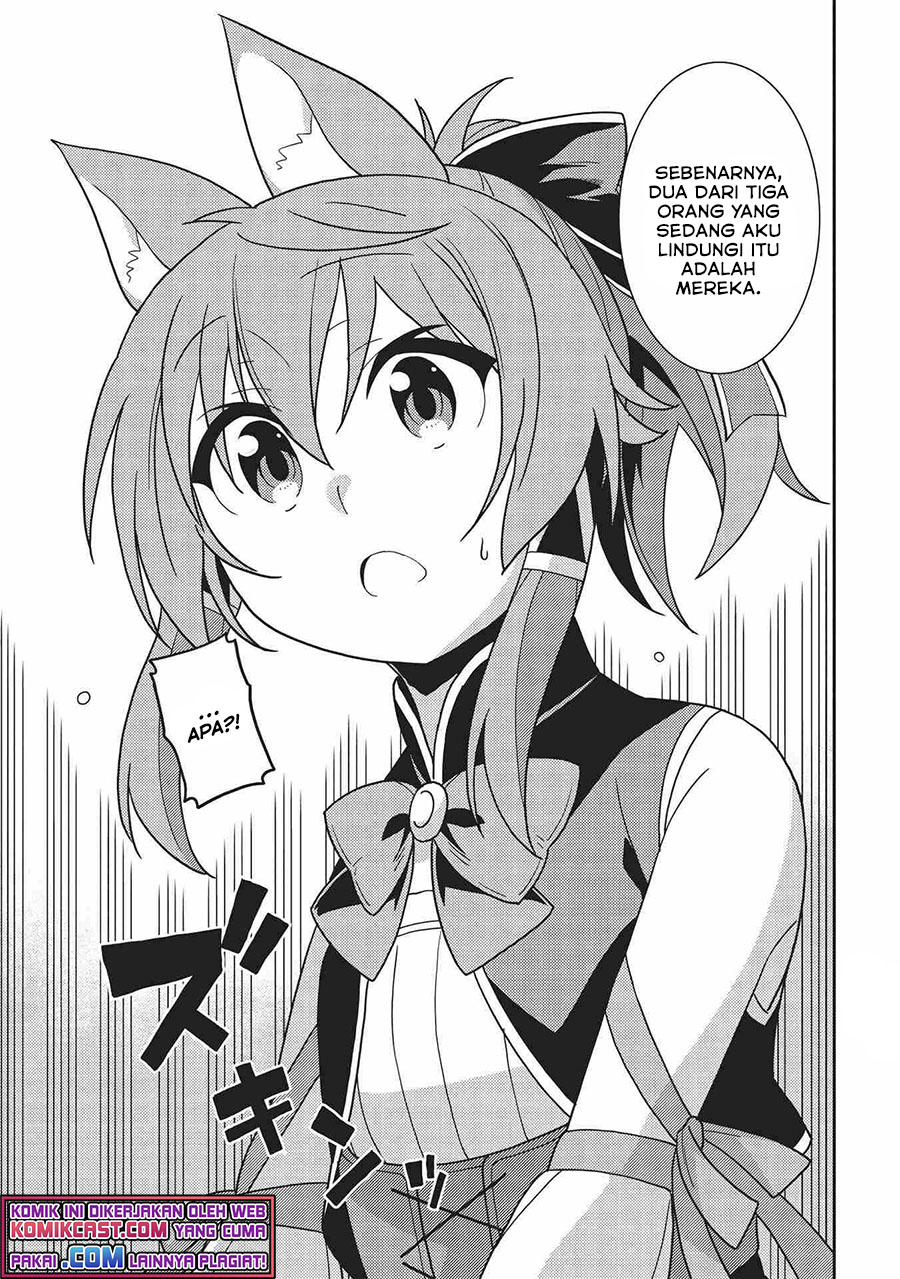 SEBENARNYA,
DUA DARI TIGA
ORANG YANG
SEDANG AKU
LINDUNGI ITU
ADALAH
MEREKA.
...
APA?!
ズキン
KOMIK INI DIKERJAKAN OLEH WEB
KOMIKCAST.COM YANG CUMA
PAKAI .COM LAINNYA PLAGIAT!